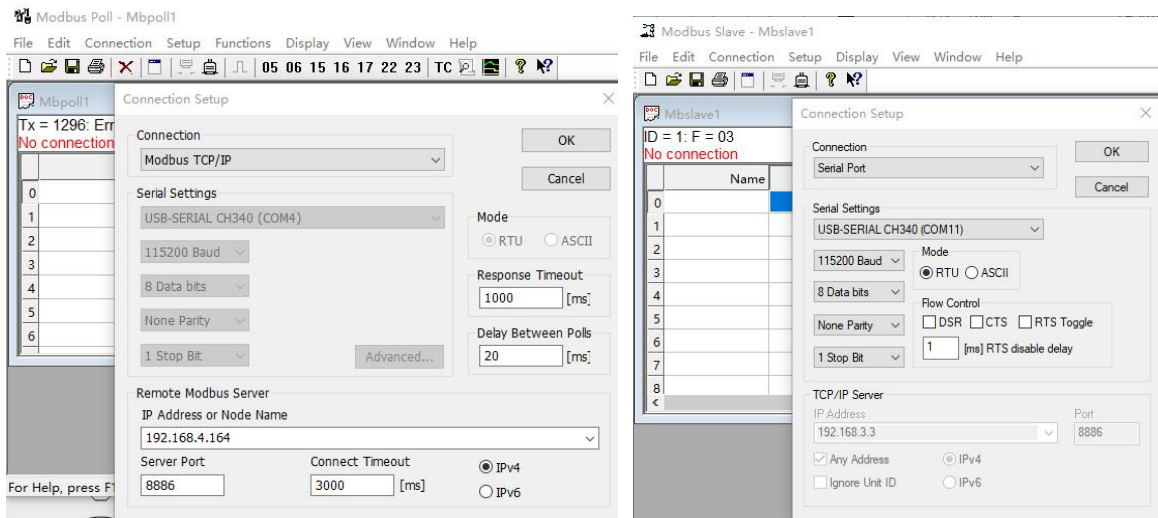 Modbus Poll - Mbpoll1
File Edit Connection Setup Functions Display View Window Help
05 06 15 16 17 22 23 TC
Mbpoll1
Tx = 1296: Err
No connection
0
1
2
3
4
5
6
For Help, press F1
Connection Setup
Connection
Modbus TCP/IP
OK
Cancel
Serial Settings
USB-SERIAL CH340 (COM4)
115200 Baud
8 Data bits
None Parity
1 Stop Bit
Advanced...
Mode
RTU ASCII
Response Timeout
1000 [ms]
Delay Between Polls
20 [ms]
Remote Modbus Server
IP Address or Node Name
192.168.4.164
Server Port Connect Timeout
8886 3000 [ms]
IPv4
IPv6
Modbus Slave - Mbslave1
File Edit Connection Setup Display View Window Help
Mbslave1
ID = 1: F = 03
No connection
Name
0
1
2
3
4
5
6
7
8
Connection Setup
Connection
Serial Port
OK
Cancel
Serial Settings
USB-SERIAL CH340 (COM11)
115200 Baud
8 Data bits
None Parity
1 Stop Bit
Mode
RTU ASCII
Flow Control
DSR CTS RTS Toggle
1 [ms] RTS disable delay
TCP/IP Server
IP Address Port
192.168.3.3 8886
Any Address IPv4
Ignore Unit ID IPv6